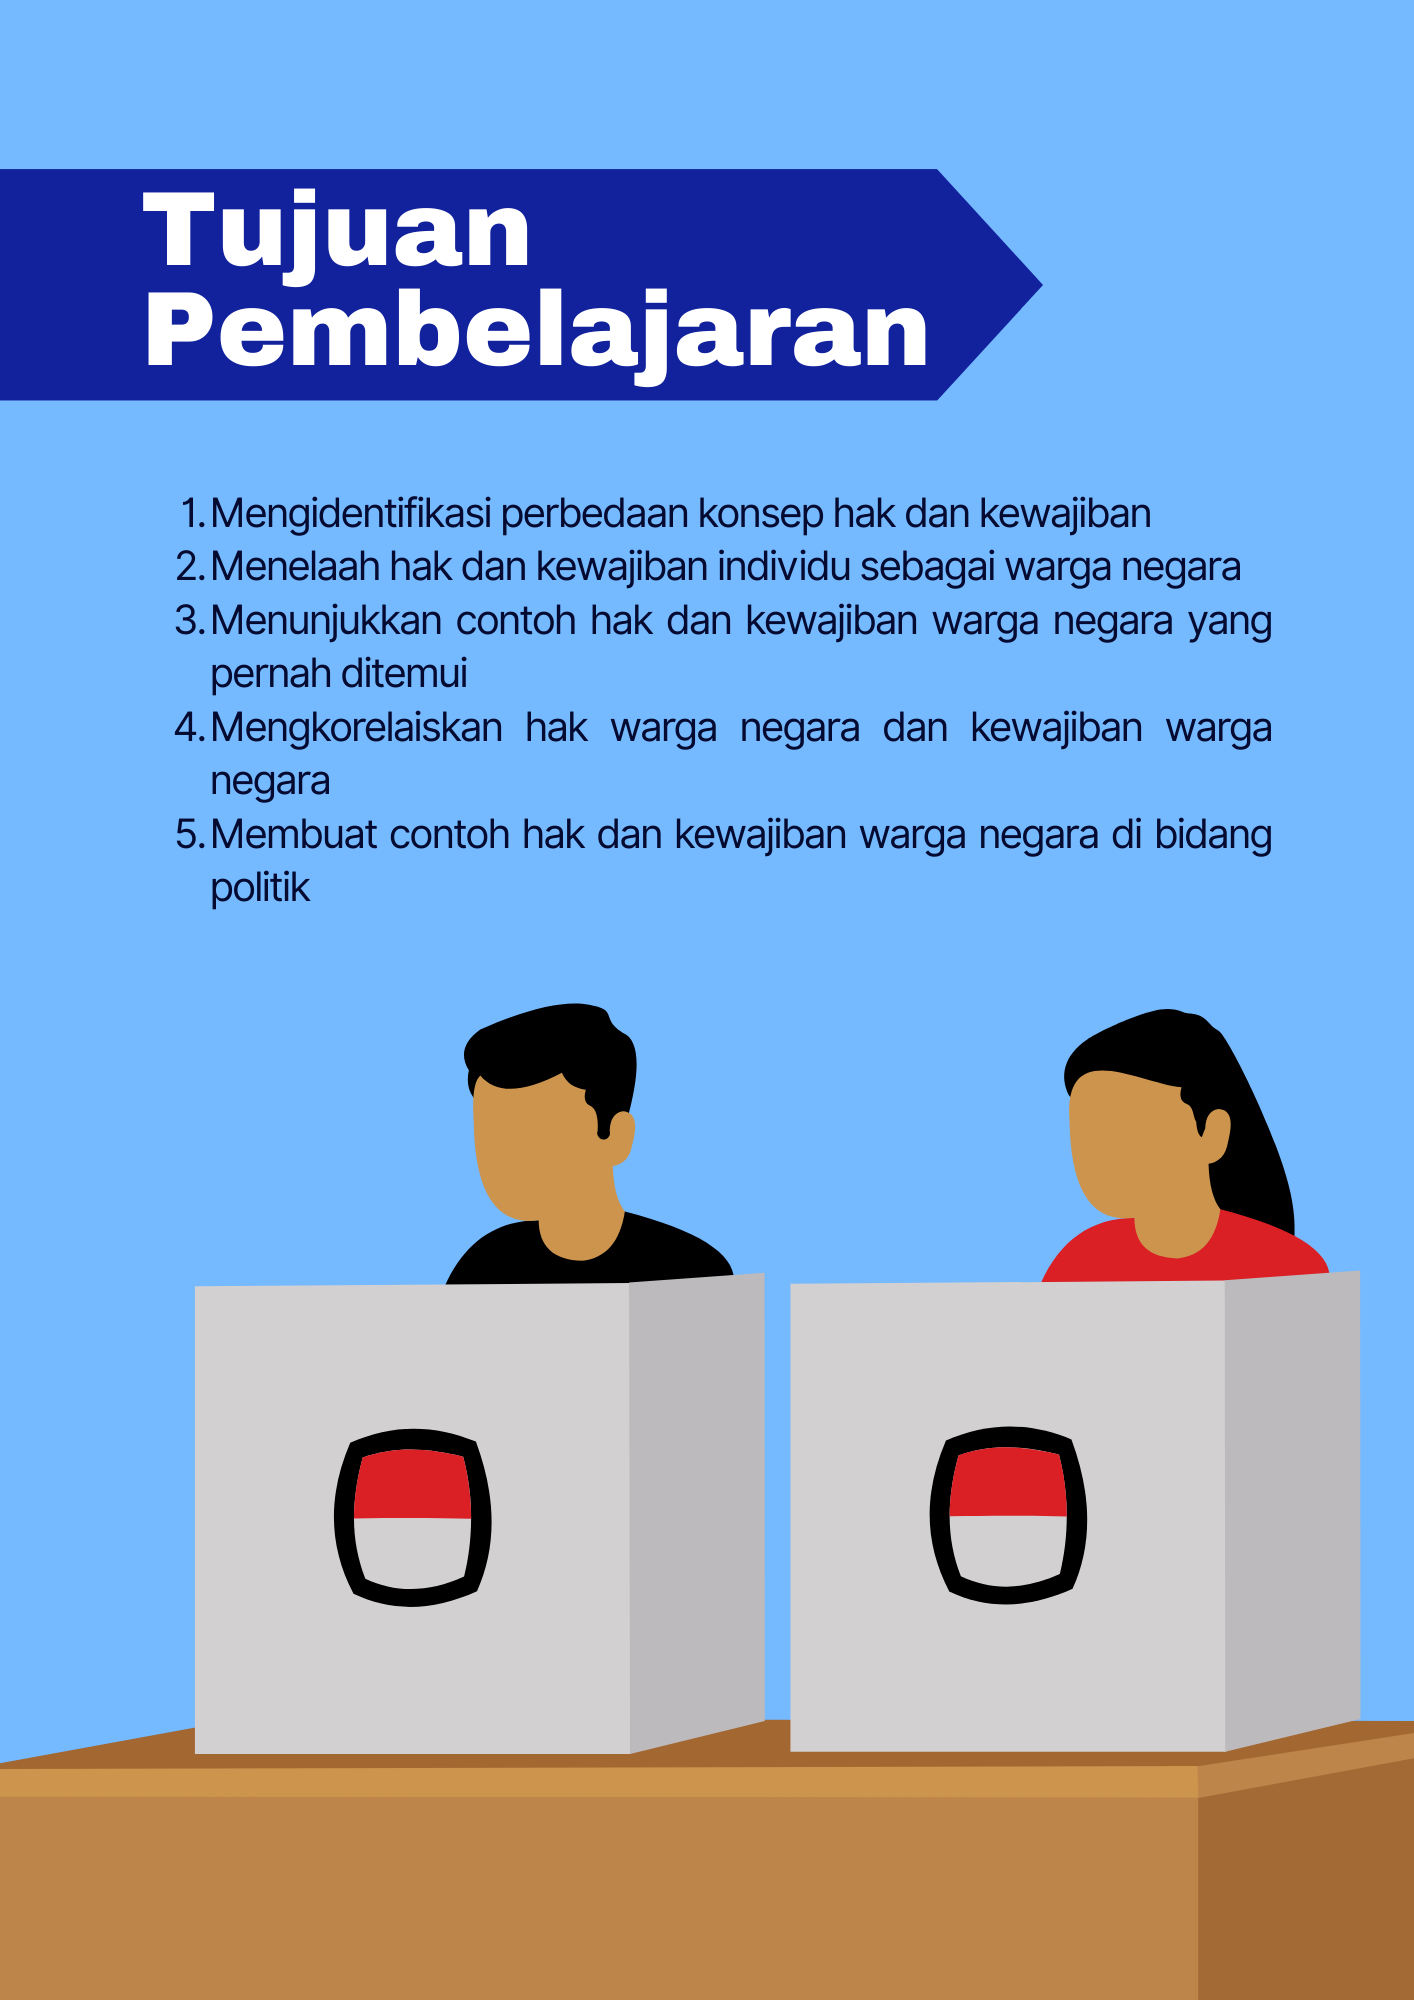 Tujuan
Pembelajaran
1. Mengidentifikasi perbedaan konsep hak dan kewajiban
2. Menelaah hak dan kewajiban individu sebagai warga negara
3. Menunjukkan contoh hak dan kewajiban warga negara yang
pernah ditemui
4. Mengkorelaiskan hak warga negara dan kewajiban warga
negara
5. Membuat contoh hak dan kewajiban warga negara di bidang
politik